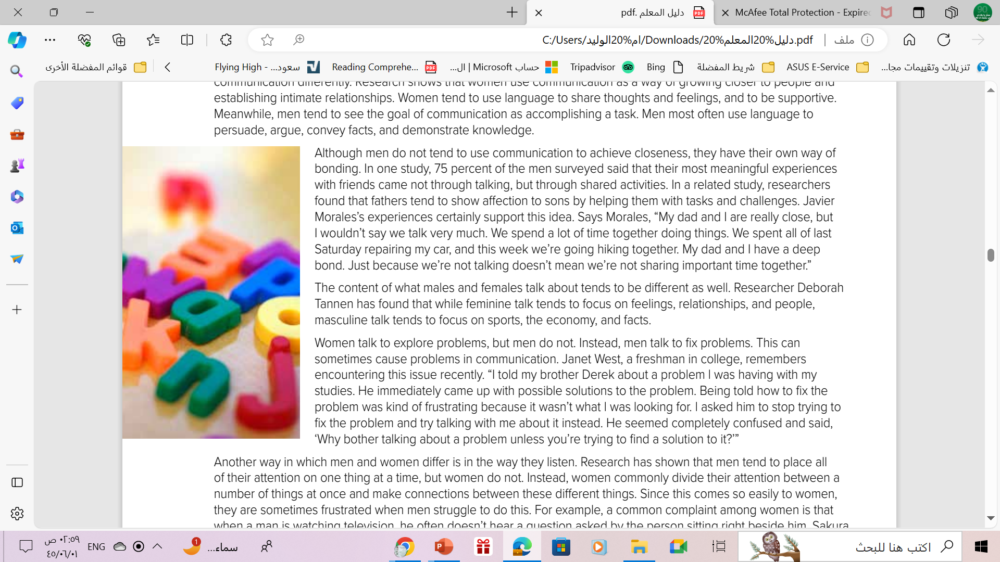 دليل المعلم .pdf
McAfee Total Protection - Expired
C:/Users/ام%20الوليد/Downloads/دليل%20المعلم%20.pdf
ملف
قوائم المفضلة الأخرى
Flying High - ...سعود
Reading Comprehe...
حساب Microsoft | ال...
Tripadvisor
Bing
شريط المفضلة
ASUS E-Service
تنزيلات وتقييمات مجا...
communication differently. Research shows that women use communication as a way of growing closer to people and
establishing intimate relationships. Women tend to use language to share thoughts and feelings, and to be supportive.
Meanwhile, men tend to see the goal of communication as accomplishing a task. Men most often use language to
persuade, argue, convey facts, and demonstrate knowledge.
Although men do not tend to use communication to achieve closeness, they have their own way of
bonding. In one study, 75 percent of the men surveyed said that their most meaningful experiences
with friends came not through talking, but through shared activities. In a related study, researchers
found that fathers tend to show affection to sons by helping them with tasks and challenges. Javier
Morales’s experiences certainly support this idea. Says Morales, “My dad and I are really close, but
I wouldn’t say we talk very much. We spend a lot of time together doing things. We spent all of last
Saturday repairing my car, and this week we’re going hiking together. My dad and I have a deep
bond. Just because we’re not talking doesn’t mean we’re not sharing important time together.”
The content of what males and females talk about tends to be different as well. Researcher Deborah
Tannen has found that while feminine talk tends to focus on feelings, relationships, and people,
masculine talk tends to focus on sports, the economy, and facts.
Women talk to explore problems, but men do not. Instead, men talk to fix problems. This can
sometimes cause problems in communication. Janet West, a freshman in college, remembers
encountering this issue recently. “I told my brother Derek about a problem I was having with my
studies. He immediately came up with possible solutions to the problem. Being told how to fix the
problem was kind of frustrating because it wasn’t what I was looking for. I asked him to stop trying to
fix the problem and try talking with me about it instead. He seemed completely confused and said,
‘Why bother talking about a problem unless you’re trying to find a solution to it?’”
Another way in which men and women differ is in the way they listen. Research has shown that men tend to place all
of their attention on one thing at a time, but women do not. Instead, women commonly divide their attention between a
number of things at once and make connections between these different things. Since this comes so easily to women,
they are sometimes frustrated when men struggle to do this. For example, a common complaint among women is that
when a man is watching television, he often doesn’t hear a question asked by the person sitting right beside him. Sakura
٠٢:٥٩ ص
٤٥/٠٦/٠١
ENG
1
سماء...
اكتب هنا للبحث